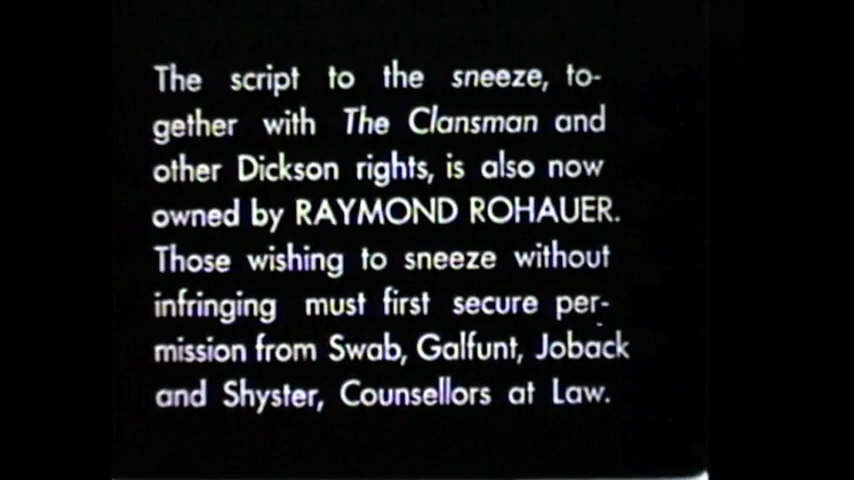 The script to the sneeze, to-
gether with The Clansman and
other Dickson rights, is also now
owned by RAYMOND ROHAUER.
Those wishing to sneeze without
infringing must first secure per-
mission from Swab, Galfunt, Joback
and Shyster, Counsellors at Law.